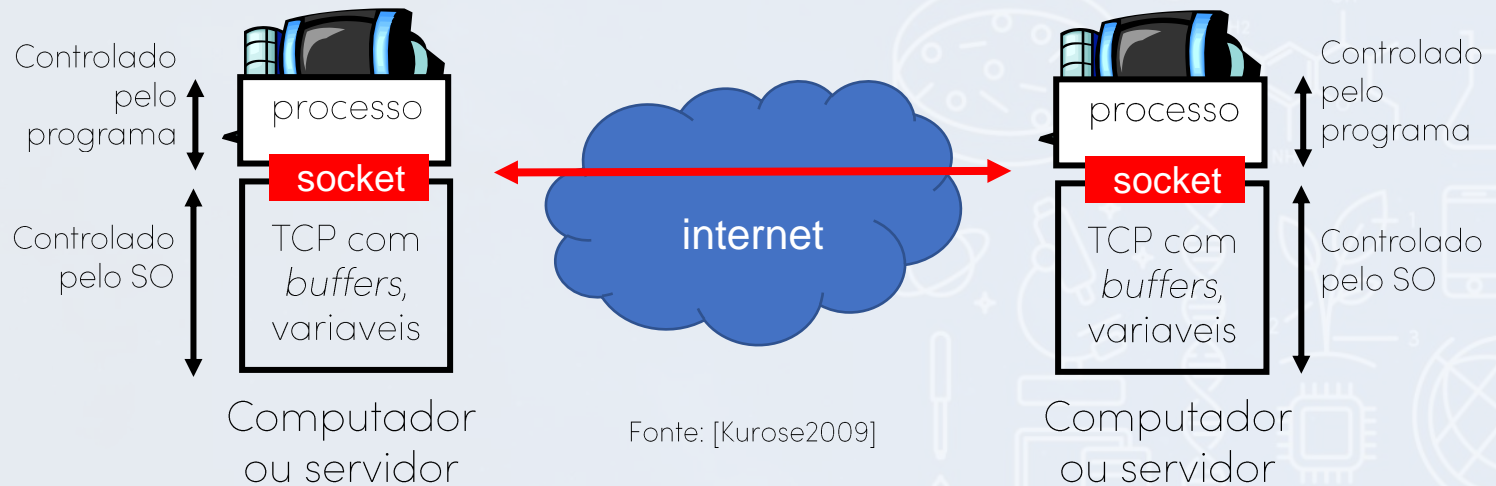 Controlado
pelo
programa
processo
socket
Controlado
pelo SO
TCP com
buffers,
variaveis
Computador
ou servidor
internet
Fonte: [Kurose2009]
Controlado
pelo
programa
processo
socket
Controlado
pelo SO
TCP com
buffers,
variaveis
Computador
ou servidor